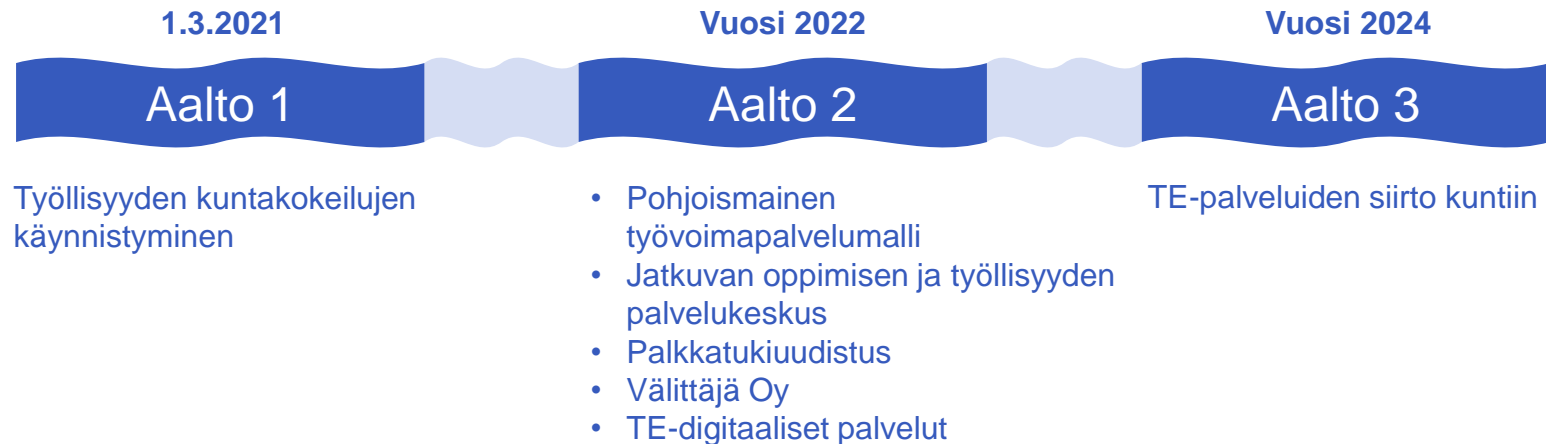 1.3.2021
Aalto 1
Työllisyyden kuntakokeilujen
käynnistyminen
Vuosi 2022
Aalto 2
• Pohjoismainen
työvoimapalvelumalli
• Jatkuvan oppimisen ja työllisyyden
palvelukeskus
• Palkkatukiuudistus
• Välittäjä Oy
• TE-digitaaliset palvelut
Vuosi 2024
Aalto 3
TE-palveluiden siirto kuntiin